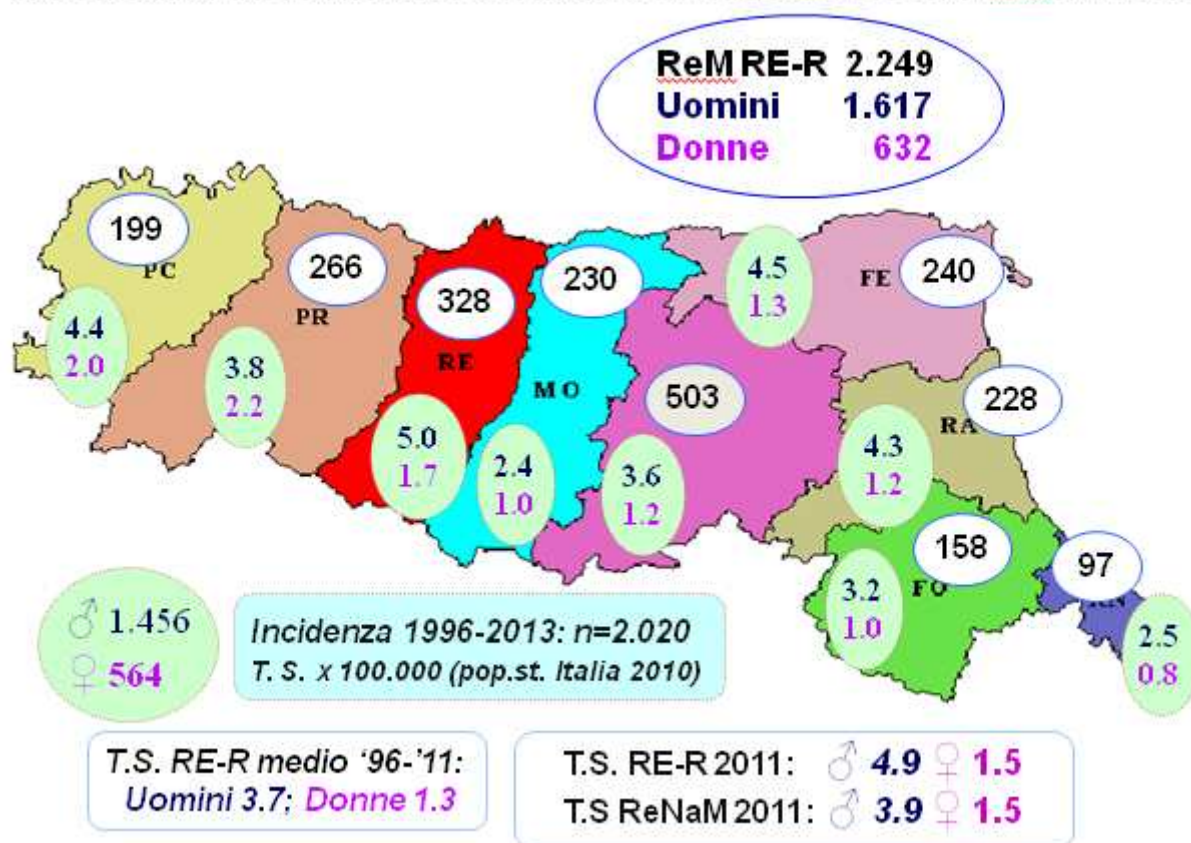 ReM RE-R 2.249
Uomini 1.617
Donne 632
199
PC
4.4
2.0
266
PR
3.8
2.2
328
RE
5.0
1.7
230
MO
2.4
1.0
503
3.6
1.2
4.5
1.3
FE
240
228
RA
4.3
1.2
158
FO
3.2
1.0
97
RN
2.5
0.8
♂ 1.456
♀ 564
Incidenza 1996-2013: n=2.020
T. S. x 100.000 (pop.st. Italia 2010)
T.S. RE-R medio ‘96-’11:
Uomini 3.7; Donne 1.3
T.S. RE-R 2011: ♂ 4.9 ♀ 1.5
T.S ReNaM 2011: ♂ 3.9 ♀ 1.5